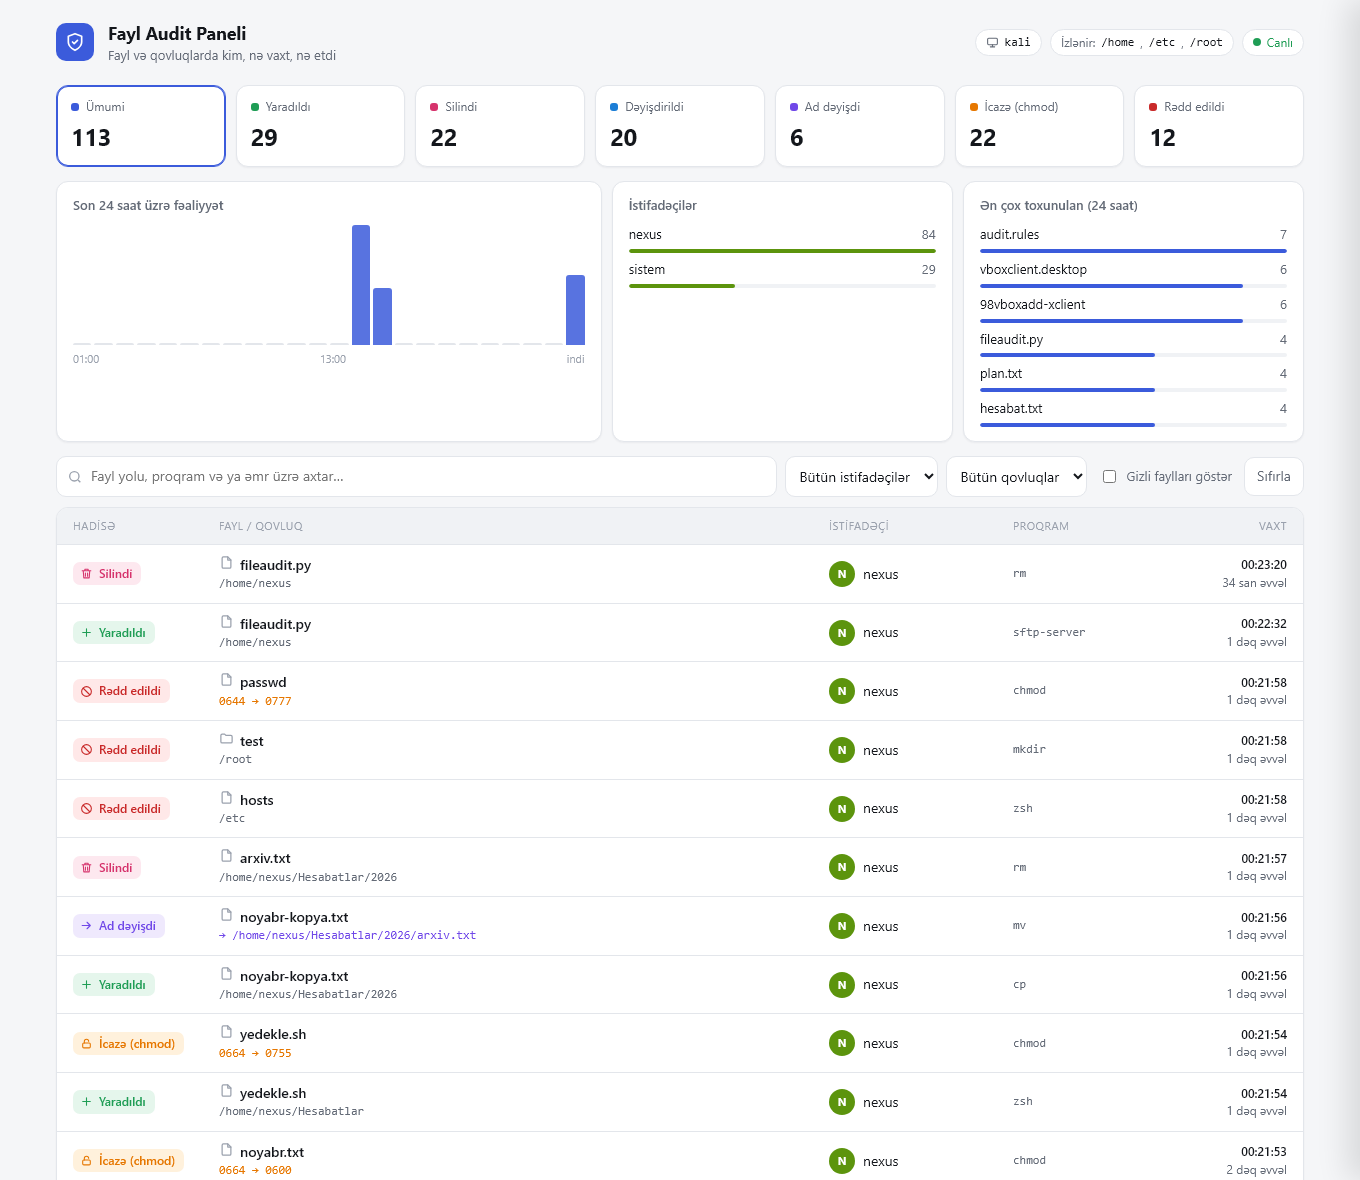 Fayl Audit Paneli
Fayl və qovluqlarda kim, nə vaxt, nə etdi
kali
İzlənir: /home , /etc , /root
Canlı
Ümumi
113
Yaradıldı
29
Silindi
22
Dəyişdirildi
20
Ad dəyişdi
6
İcazə (chmod)
22
Rədd edildi
12
Son 24 saat üzrə fəaliyyət
01:00 13:00 indi
İstifadəçilər
nexus 84
sistem 29
Ən çox toxunulan (24 saat)
audit.rules 7
vboxclient.desktop 6
98vboxadd-xclient 6
fileaudit.py 4
plan.txt 4
hesabat.txt 4
Fayl yolu, proqram və ya əmr üzrə axtar...
Bütün istifadəçilər
Bütün qovluqlar
Gizli faylları göstər
Sıfırla
HADİSƏ FAYL / QOVLUQ İSTİFADƏÇİ PROQRAM VAXT
Silindi fileaudit.py N nexus rm 00:23:20
/home/nexus 34 san əvvəl
Yaradıldı fileaudit.py N nexus sftp-server 00:22:32
/home/nexus 1 dəq əvvəl
Rədd edildi passwd N nexus chmod 00:21:58
0644 → 0777 1 dəq əvvəl
Rədd edildi test N nexus mkdir 00:21:58
/root 1 dəq əvvəl
Rədd edildi hosts N nexus zsh 00:21:58
/etc 1 dəq əvvəl
Silindi arxiv.txt N nexus rm 00:21:57
/home/nexus/Hesabatlar/2026 1 dəq əvvəl
Ad dəyişdi noyabr-kopya.txt N nexus mv 00:21:56
→ /home/nexus/Hesabatlar/2026/arxiv.txt 1 dəq əvvəl
Yaradıldı noyabr-kopya.txt N nexus cp 00:21:56
/home/nexus/Hesabatlar/2026 1 dəq əvvəl
İcazə (chmod) yedekle.sh N nexus chmod 00:21:54
0664 → 0755 1 dəq əvvəl
Yaradıldı yedekle.sh N nexus zsh 00:21:54
/home/nexus/Hesabatlar 1 dəq əvvəl
İcazə (chmod) noyabr.txt N nexus chmod 00:21:53
0664 → 0600 2 dəq əvvəl